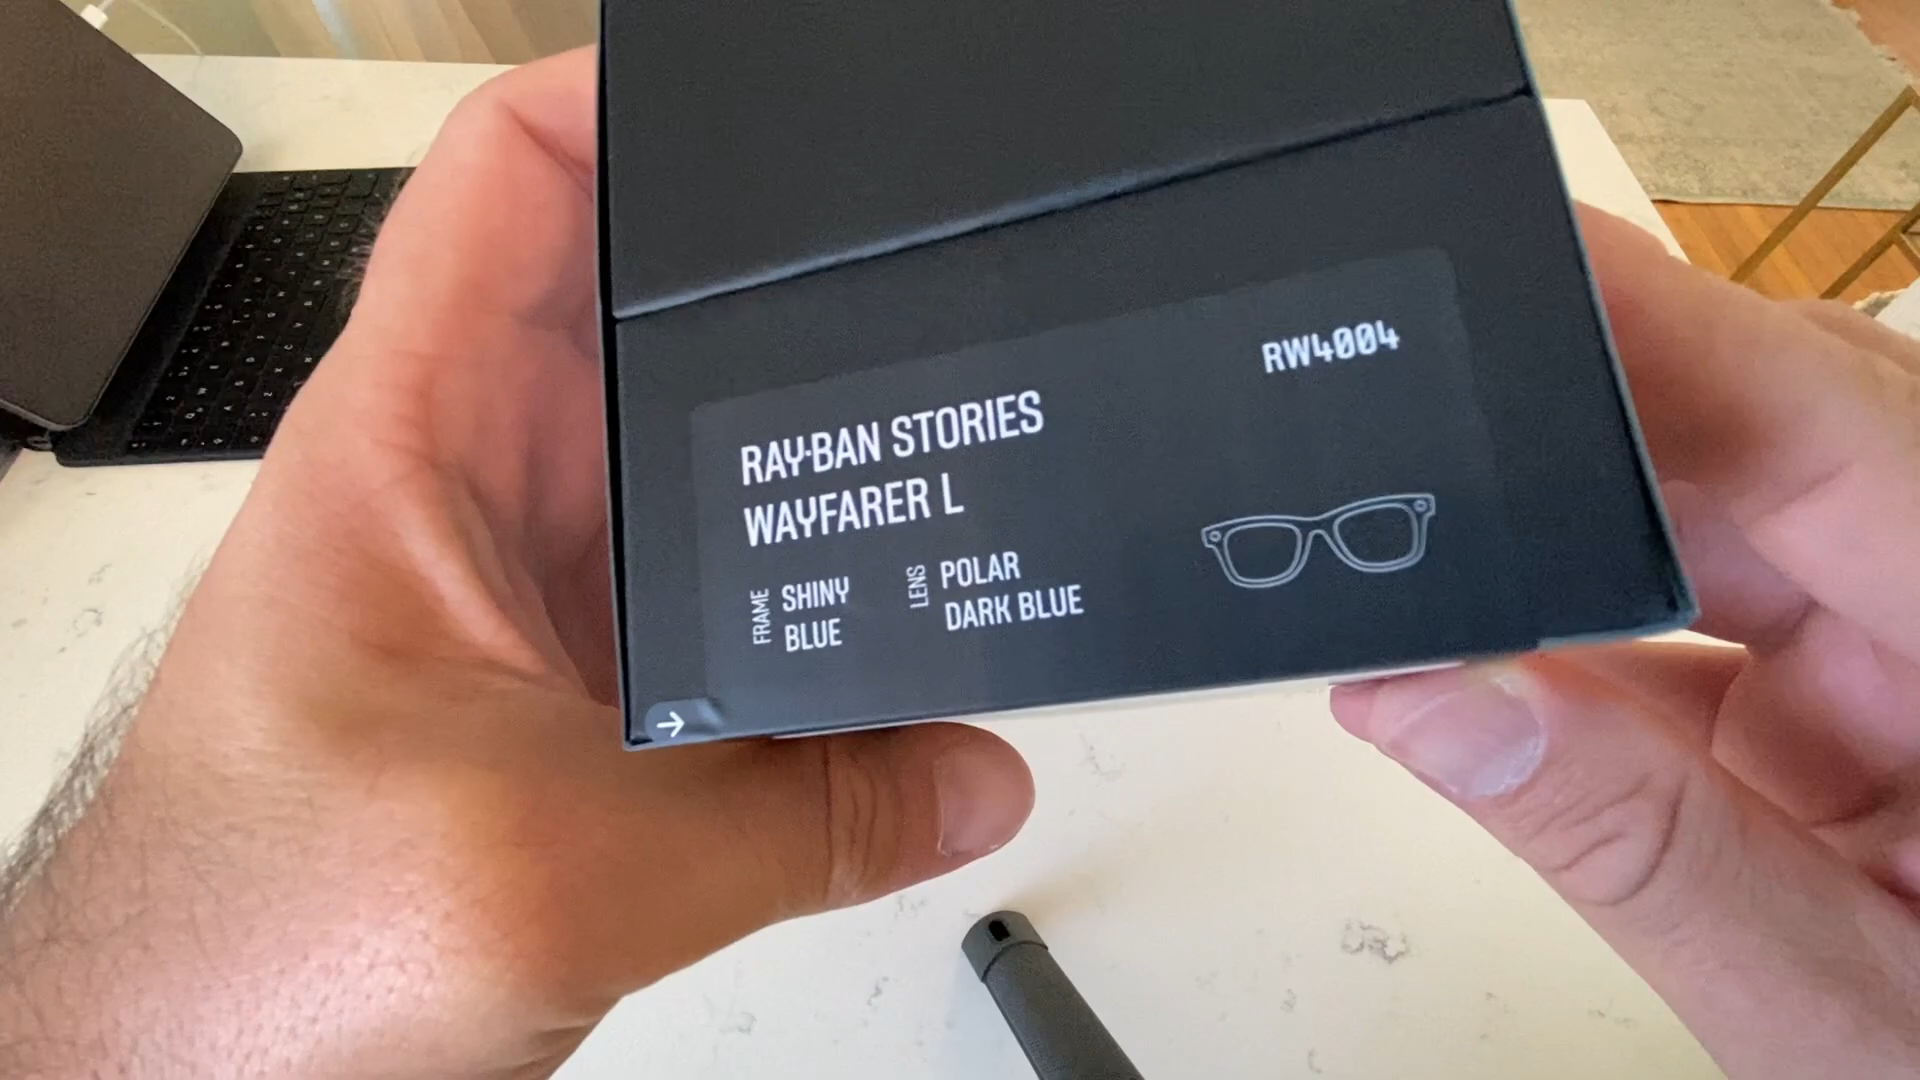 RW4004
RAY-BAN STORIES
WAYFARER L
FRAME
SHINY
BLUE
LENS
POLAR
DARK BLUE
→